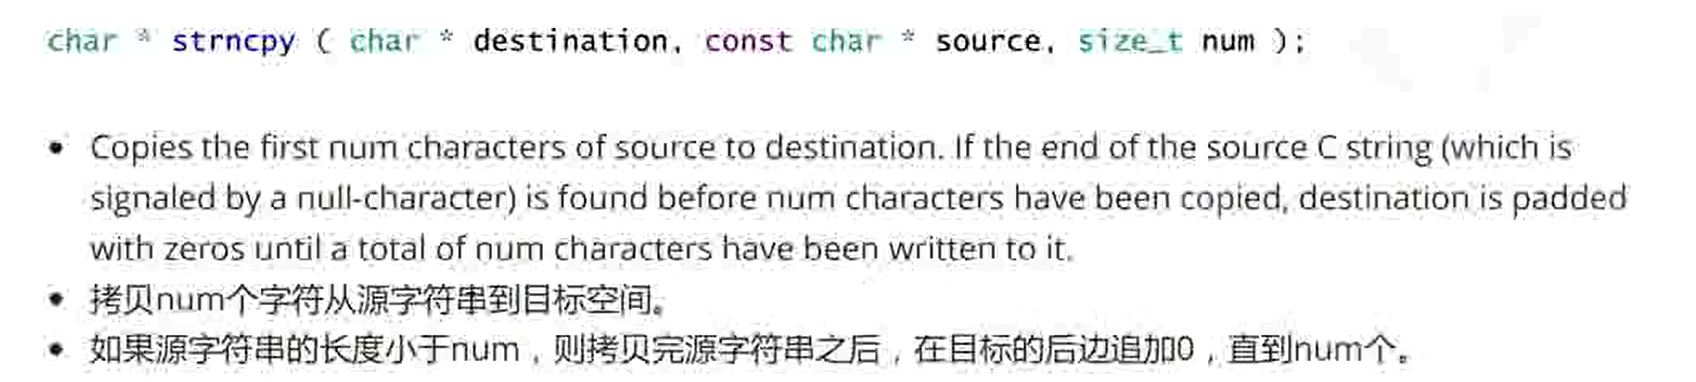 char * strncpy ( char * destination, const char * source, size_t num );
• Copies the first num characters of source to destination. If the end of the source C string (which is
signaled by a null-character) is found before num characters have been copied, destination is padded
with zeros until a total of num characters have been written to it.
• 拷贝num个字符从源字符串到目标空间。
• 如果源字符串的长度小于num，则拷贝完源字符串之后，在目标的后边追加0，直到num个。